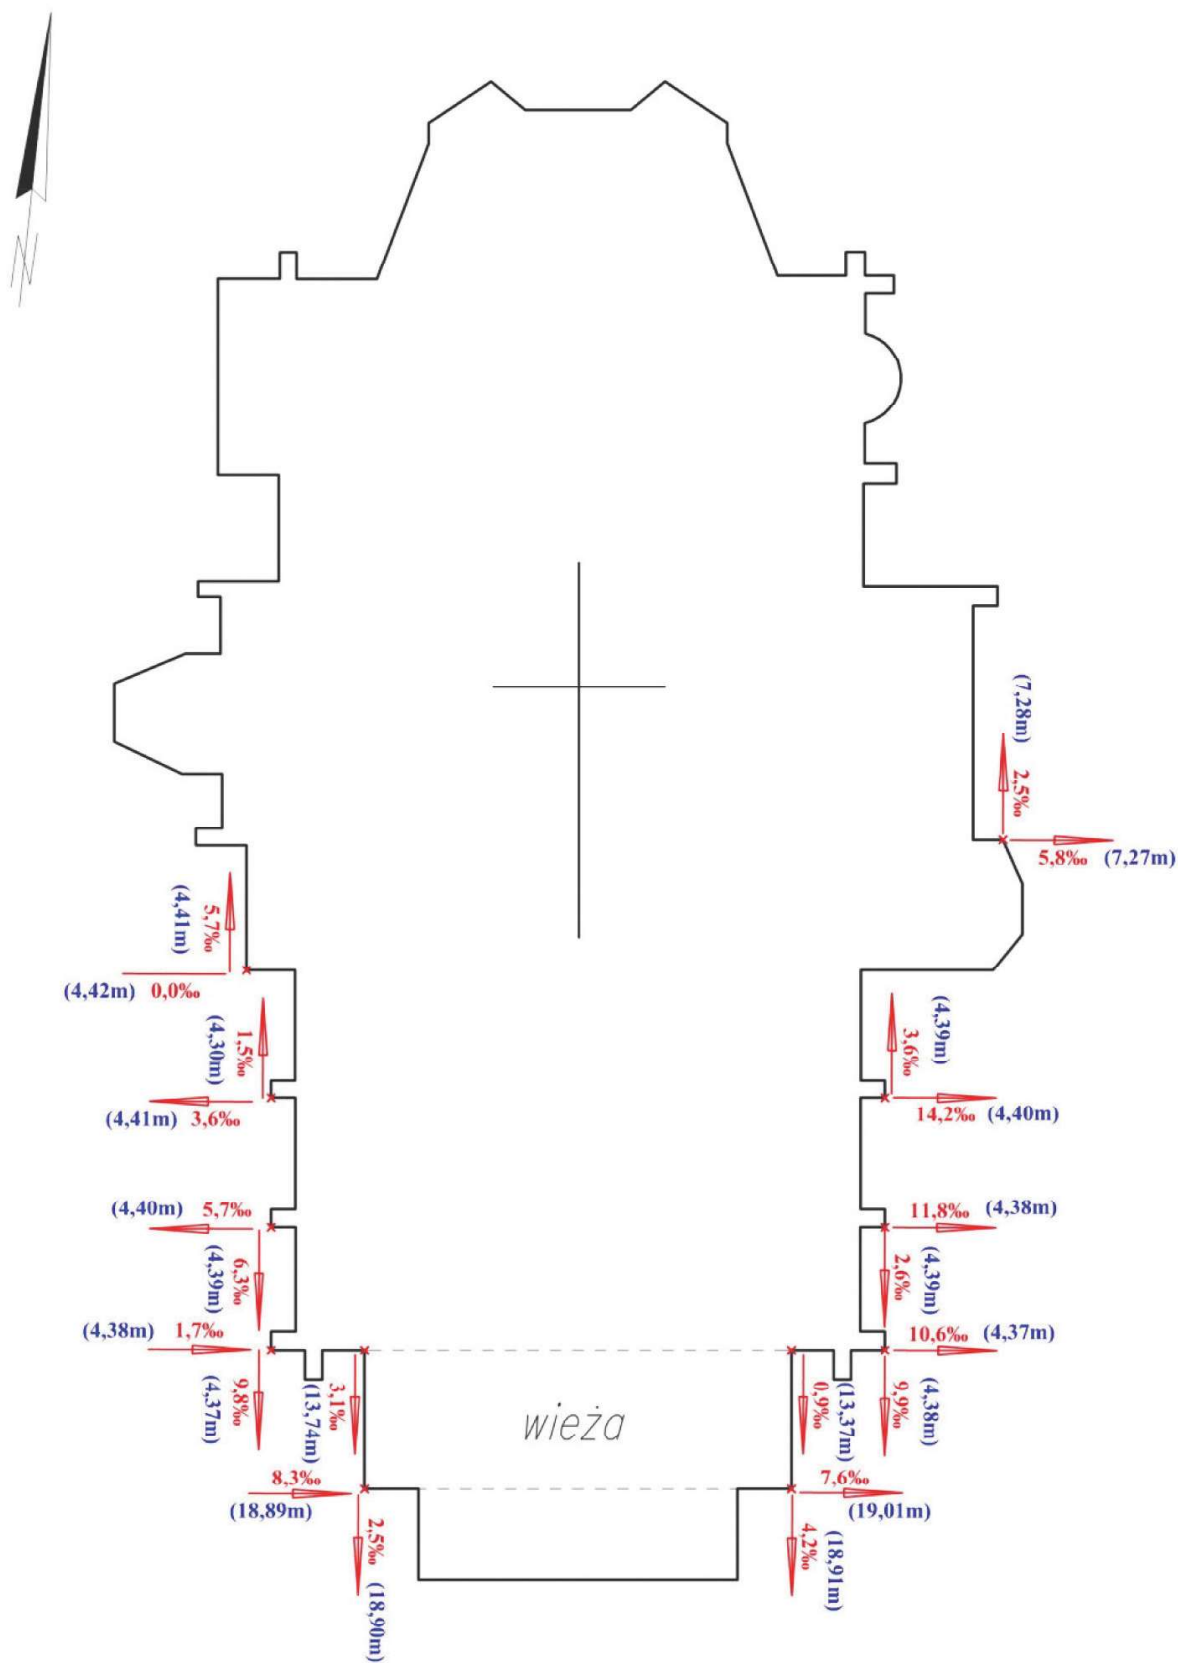 N
(7,28m)
2,5‰
5,8‰ (7,27m)
(4,41m)
5,7‰
(4,42m) 0,0‰
(4,30m)
1,5‰
3,6‰
(4,39m)
(4,41m) 3,6‰
14,2‰ (4,40m)
(4,40m) 5,7‰
11,8‰ (4,38m)
(4,39m)
6,3‰
2,6‰
(4,39m)
(4,38m) 1,7‰
10,6‰ (4,37m)
(4,37m)
9,8‰
(13,74m)
3,1‰
0,9‰
(13,37m)
9,9‰
(4,38m)
wieża
8,3‰
(18,89m)
7,6‰
(19,01m)
2,5‰
(18,90m)
4,2‰
(18,91m)